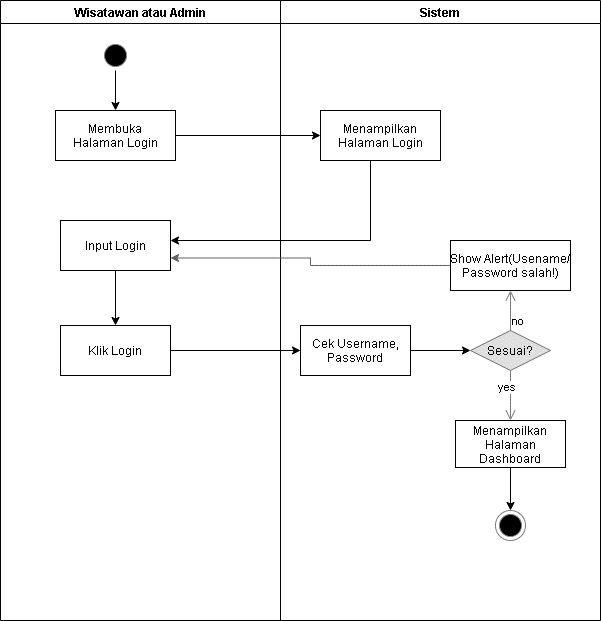 Wisatawan atau Admin
Sistem
Membuka
Halaman Login
Menampilkan
Halaman Login
Input Login
Show Alert(Usename/
Password salah!)
no
Klik Login
Cek Username,
Password
Sesuai?
yes
Menampilkan
Halaman
Dashboard